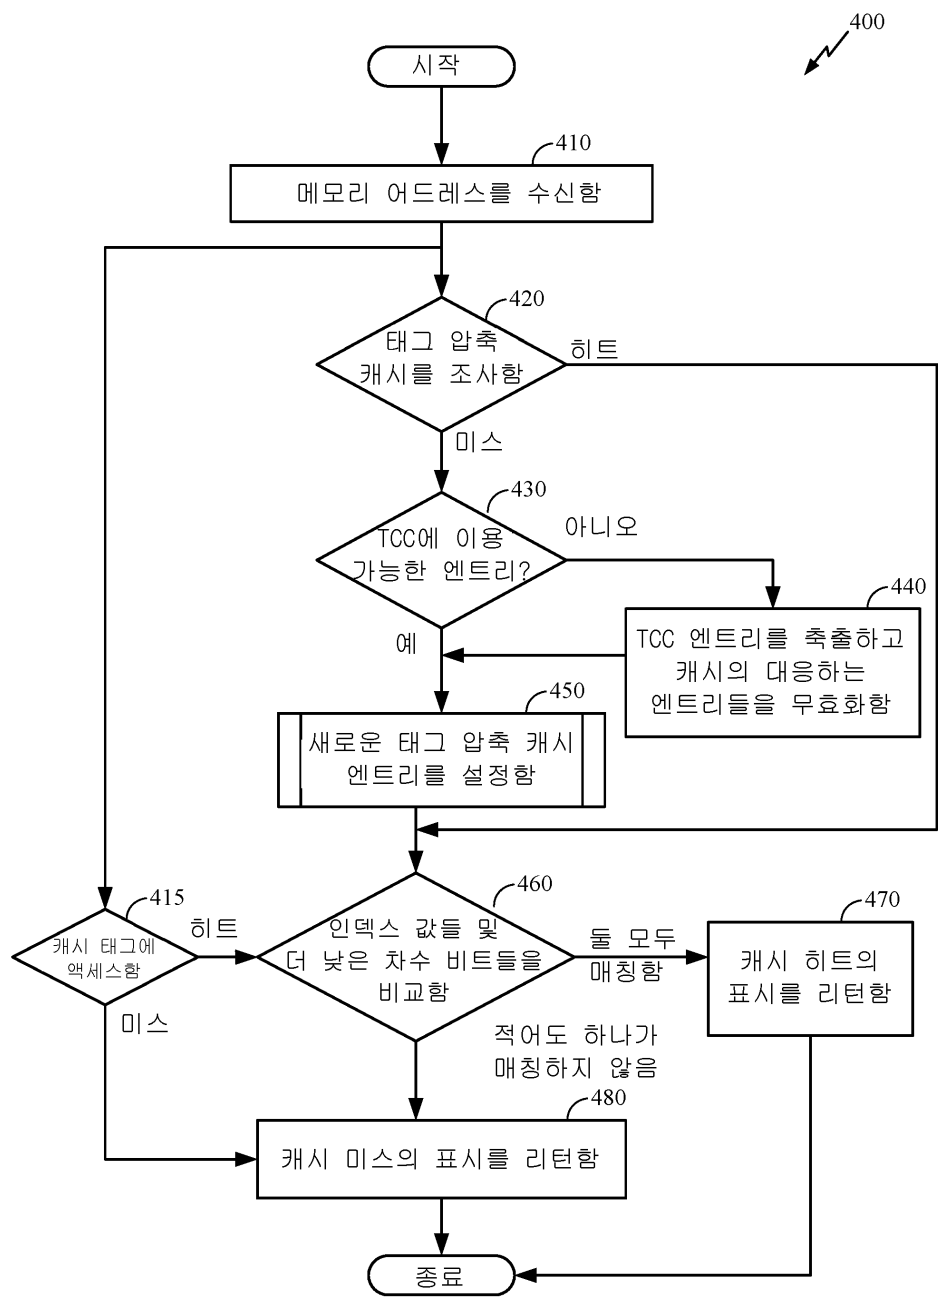 400
시작
410
메모리 어드레스를 수신함
420
태그 압축
캐시를 조사함
히트
미스
430
TCC에 이용
가능한 엔트리?
아니오
예
440
TCC 엔트리를 축출하고
캐시의 대응하는
엔트리들을 무효화함
450
새로운 태그 압축 캐시
엔트리를 설정함
415
캐시 태그에
액세스함
히트
미스
460
인덱스 값들 및
더 낮은 차수 비트들을
비교함
둘 모두
매칭함
470
캐시 히트의
표시를 리턴함
적어도 하나가
매칭하지 않음
480
캐시 미스의 표시를 리턴함
종료